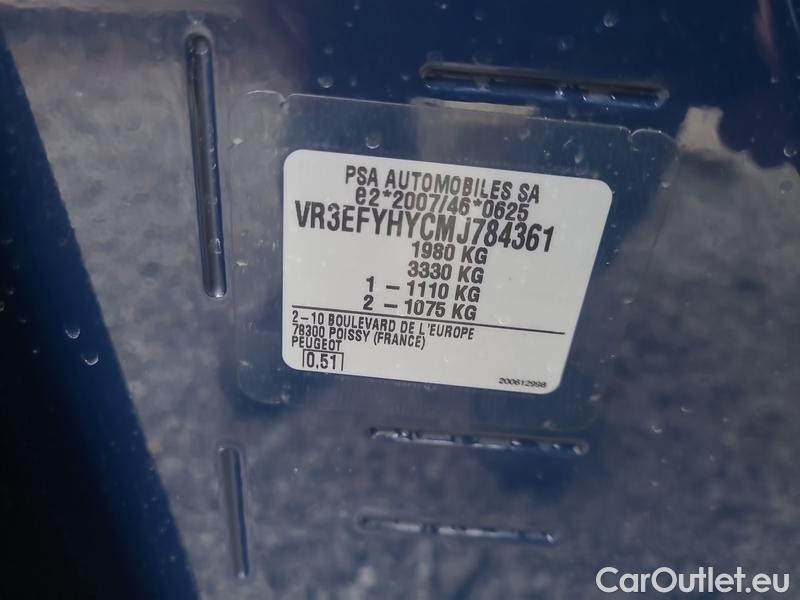 PSA AUTOMOBILES SA
e2*2007/46*0625
VR3EFYHYCMJ784361
1980 KG
3330 KG
1 – 1110 KG
2 – 1075 KG
2–10 BOULEVARD DE L'EUROPE
78300 POISSY (FRANCE)
PEUGEOT
0,51
200612998
CarOutlet.eu